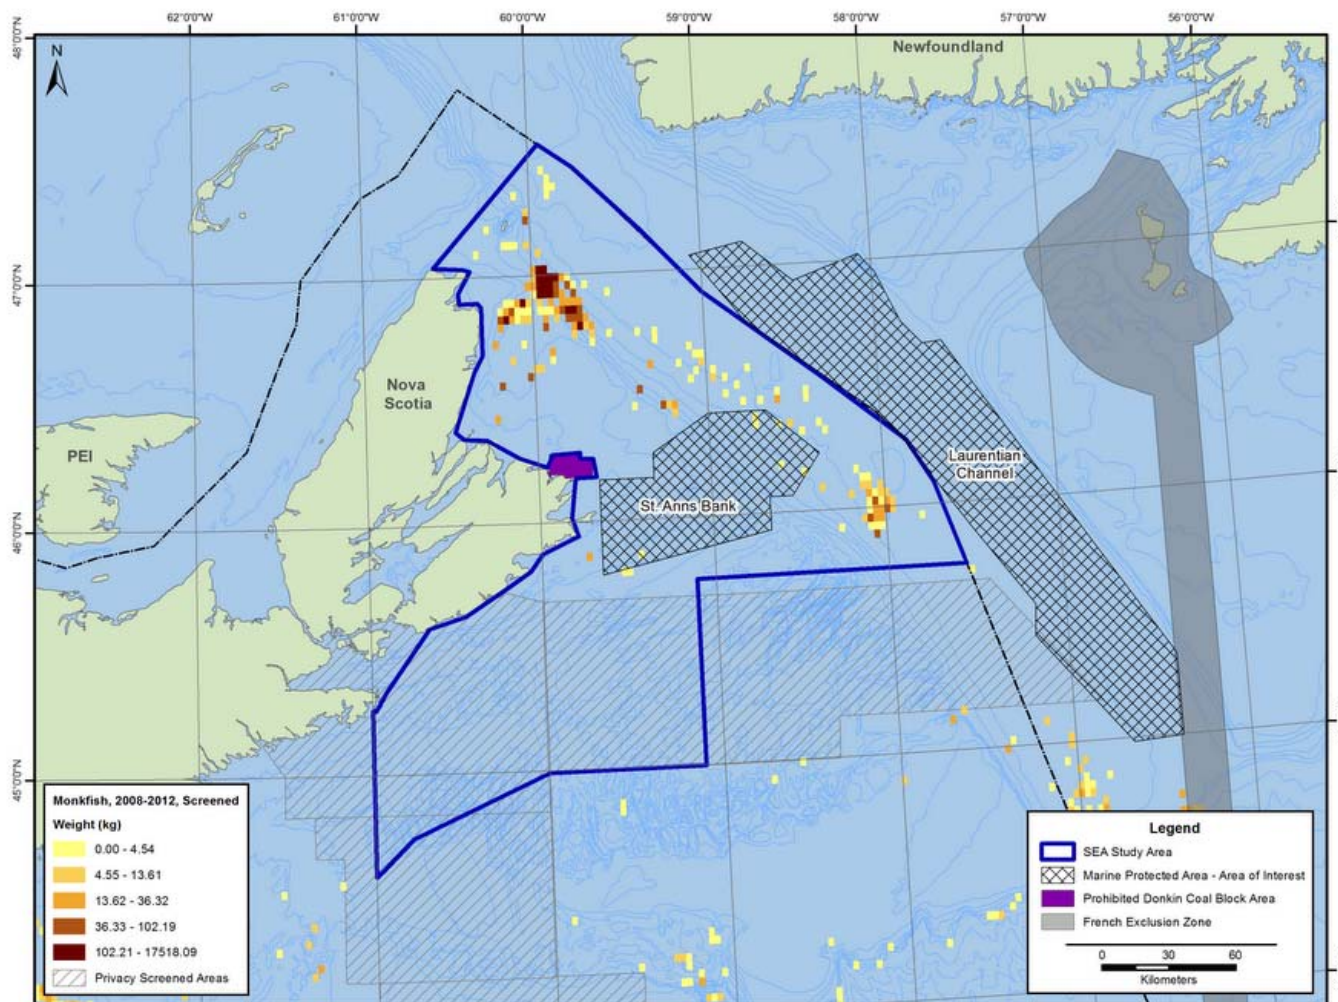 62°0'0"W
61°0'0"W
60°0'0"W
59°0'0"W
58°0'0"W
57°0'0"W
56°0'0"W
48°0'0"N
N
Newfoundland
47°0'0"N
Nova
Scotia
PEI
Laurentian
Channel
St. Anns Bank
46°0'0"N
45°0'0"N
Monkfish, 2008-2012, Screened
Weight (kg)
0.00 - 4.54
4.55 - 13.61
13.62 - 36.32
36.33 - 102.19
102.21 - 17518.09
Privacy Screened Areas
Legend
SEA Study Area
Marine Protected Area - Area of Interest
Prohibited Donkin Coal Block Area
French Exclusion Zone
0 30 60
Kilometers